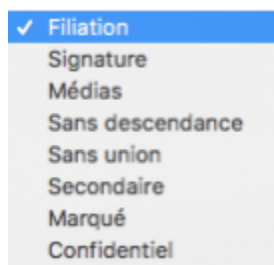 ✓ Filiation
Signature
Médias
Sans descendance
Sans union
Secondaire
Marqué
Confidentiel